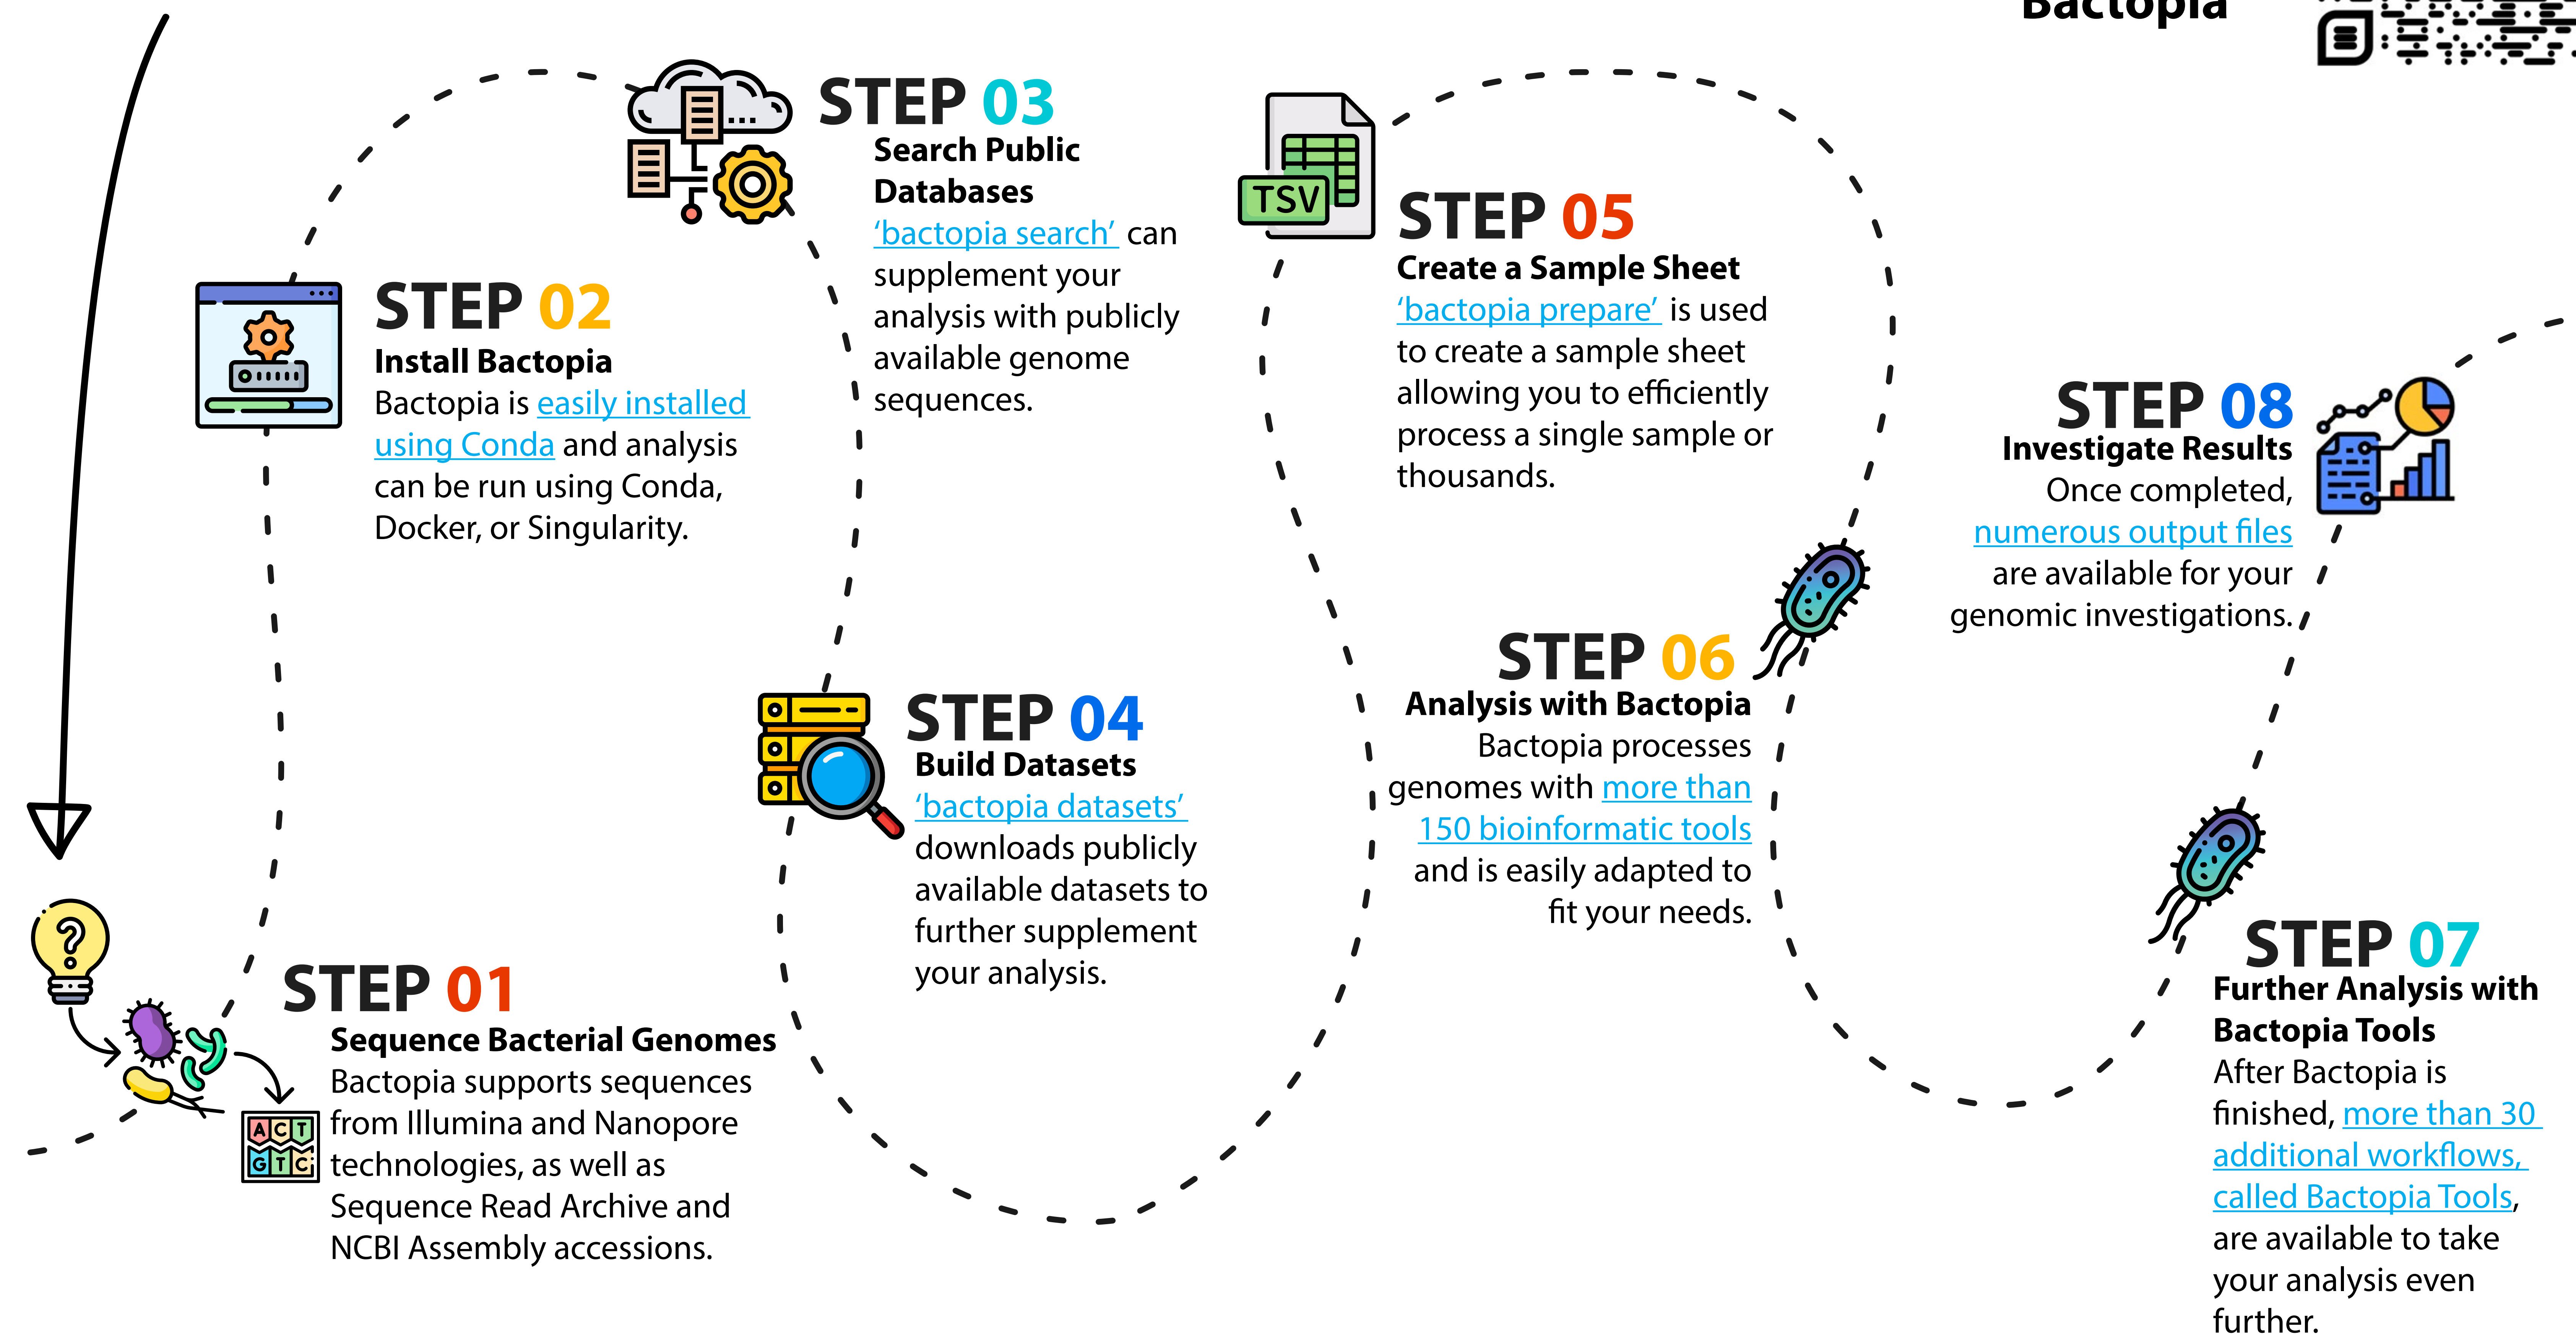 Bactopia
STEP 01
Sequence Bacterial Genomes
Bactopia supports sequences
from Illumina and Nanopore
technologies, as well as
Sequence Read Archive and
NCBI Assembly accessions.
A C T
G T C
STEP 02
Install Bactopia
Bactopia is easily installed
using Conda and analysis
can be run using Conda,
Docker, or Singularity.
STEP 03
Search Public
Databases
‘bactopia search’ can
supplement your
analysis with publicly
available genome
sequences.
STEP 04
Build Datasets
‘bactopia datasets’
downloads publicly
available datasets to
further supplement
your analysis.
TSV
STEP 05
Create a Sample Sheet
‘bactopia prepare’ is used
to create a sample sheet
allowing you to efficiently
process a single sample or
thousands.
STEP 06
Analysis with Bactopia
Bactopia processes
genomes with more than
150 bioinformatic tools
and is easily adapted to
fit your needs.
STEP 07
Further Analysis with
Bactopia Tools
After Bactopia is
finished, more than 30
additional workflows,
called Bactopia Tools,
are available to take
your analysis even
further.
STEP 08
Investigate Results
Once completed,
numerous output files
are available for your
genomic investigations.